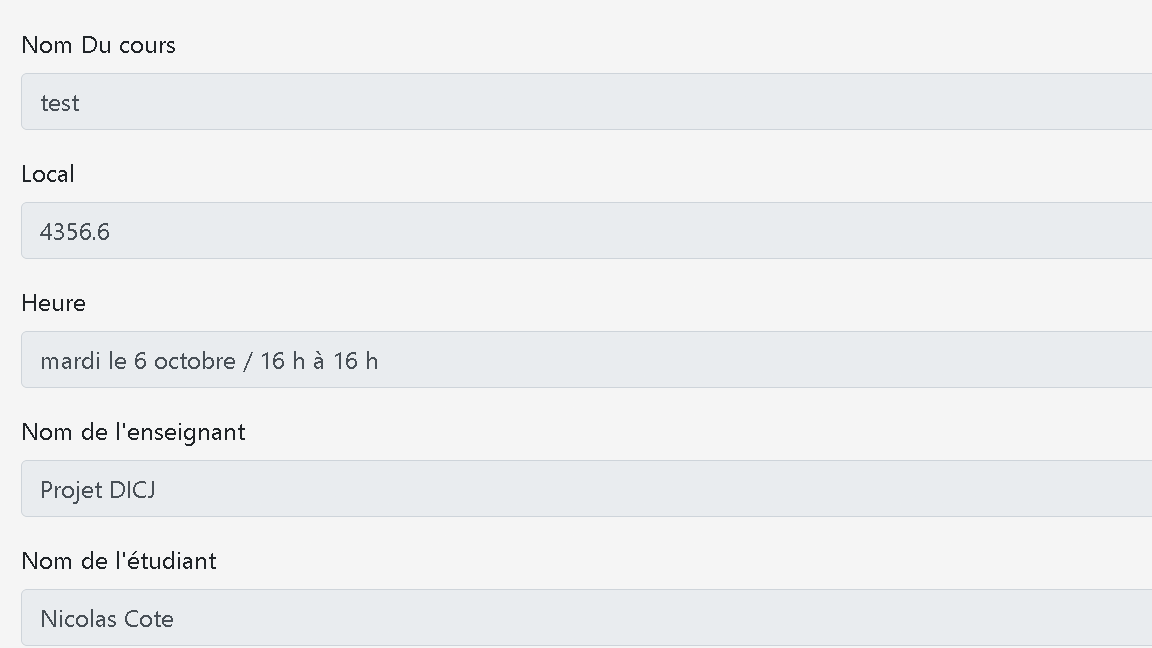 Nom Du cours
test
Local
4356.6
Heure
mardi le 6 octobre / 16 h à 16 h
Nom de l'enseignant
Projet DICJ
Nom de l'étudiant
Nicolas Cote